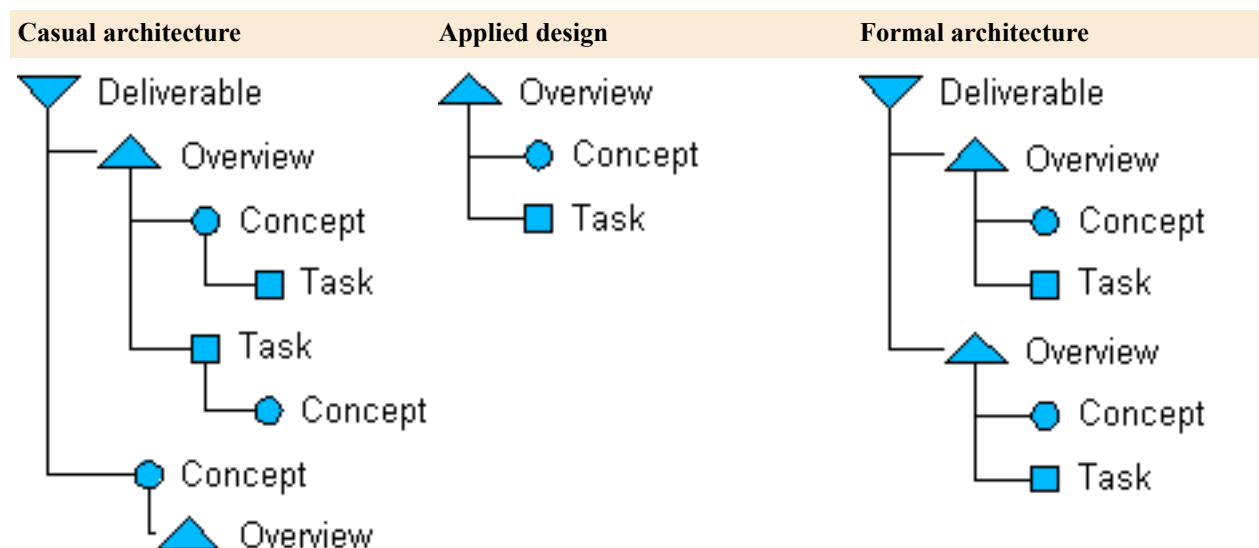 Casual architecture
Applied design
Formal architecture
Deliverable
Overview
Concept
Task
Task
Concept
Concept
Overview
Overview
Concept
Task
Deliverable
Overview
Concept
Task
Overview
Concept
Task